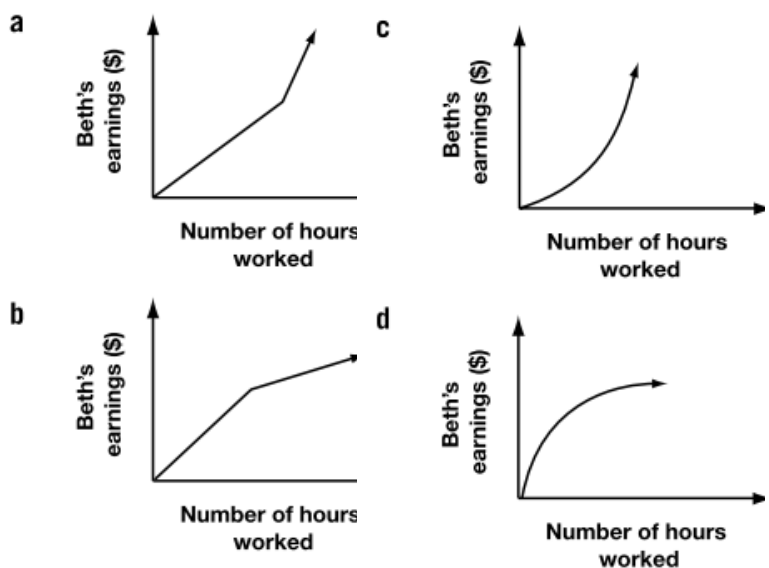 a
Beth's
earnings ($)
Number of hours
worked
b
Beth's
earnings ($)
Number of hours
worked
c
Beth's
earnings ($)
Number of hours
worked
d
Beth's
earnings ($)
Number of hours
worked